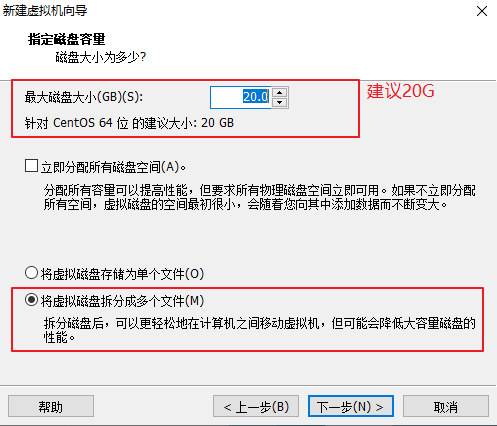 新建虚拟机向导
指定磁盘容量
磁盘大小为多少?
最大磁盘大小(GB)(S):
20.0
建议20G
针对 CentOS 64 位 的建议大小: 20 GB
立即分配所有磁盘空间(A)。
分配所有容量可以提高性能，但要求所有物理磁盘空间立即可用。如果不立即分配
所有空间，虚拟磁盘的空间最初很小，会随着您向其中添加数据而不断变大。
将虚拟磁盘存储为单个文件(O)
将虚拟磁盘拆分成多个文件(M)
拆分磁盘后，可以更轻松地在计算机之间移动虚拟机，但可能会降低大容量磁盘的
性能。
帮助
< 上一步(B)
下一步(N) >
取消